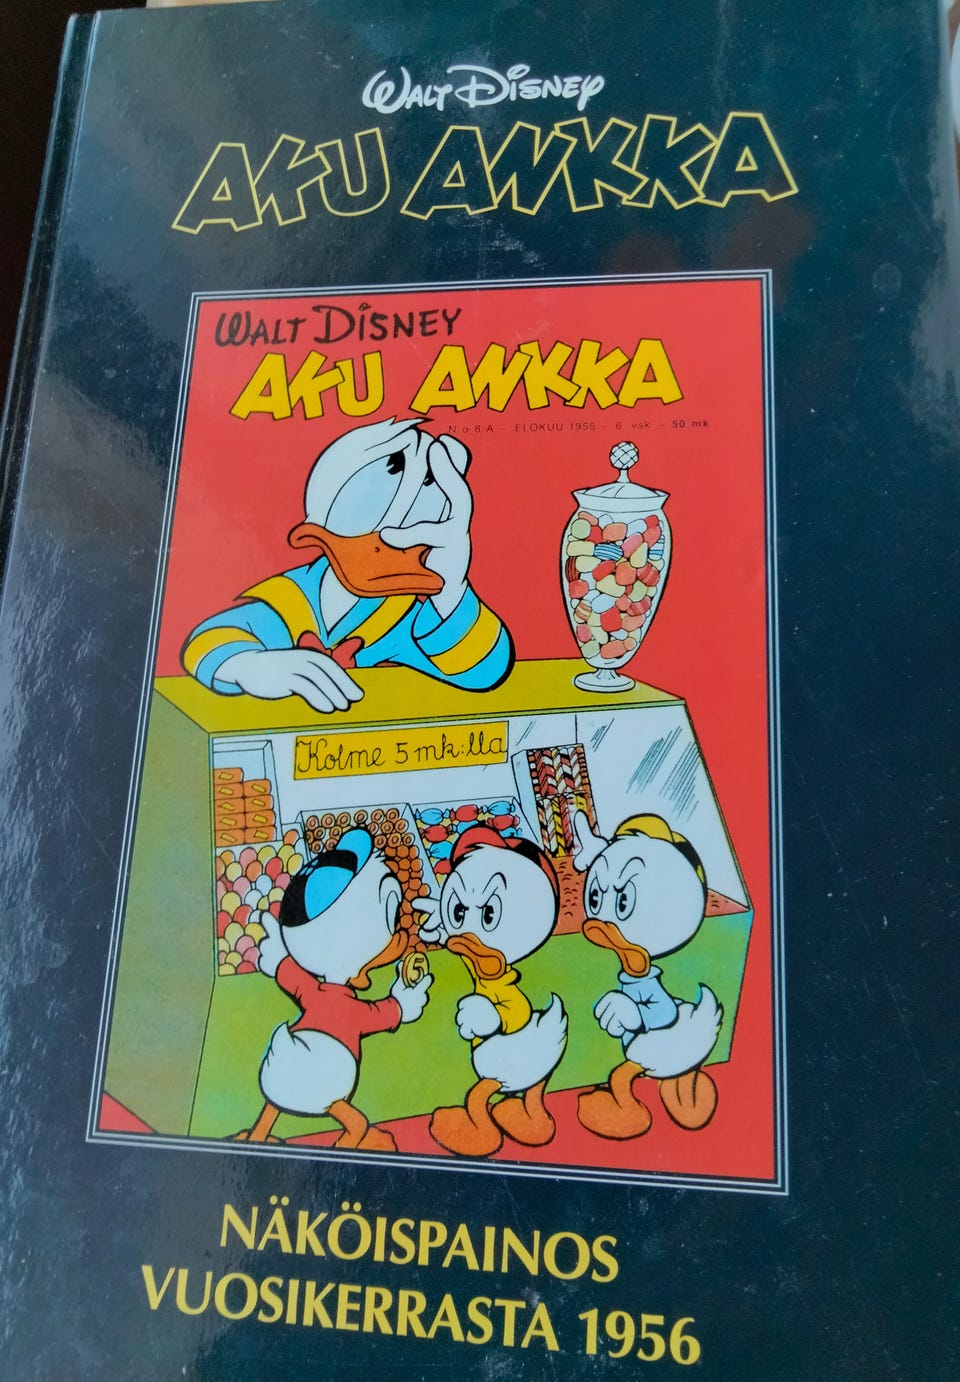 WALT DISNEY
AKU ANKKA
WALT DISNEY
AKU ANKKA
No 8 A – ELOKUU 1956 – 6. vsk – 50 mk
Kolme 5 mk:lla
5
NÄKÖISPAINOS
VUOSIKERRASTA 1956